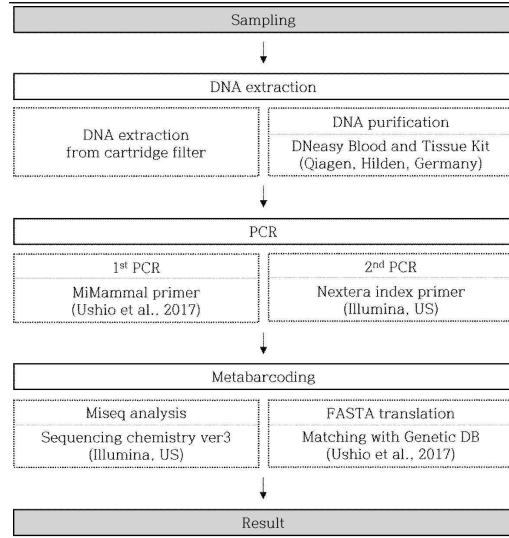 Sampling
DNA extraction
DNA extraction
from cartridge filter
DNA purification
DNeasy Blood and Tissue Kit
(Qiagen, Hilden, Germany)
PCR
1st PCR
MiMammal primer
(Ushio et al., 2017)
2nd PCR
Nextera index primer
(Illumina, US)
Metabarcoding
Miseq analysis
Sequencing chemistry ver3
(Illumina, US)
FASTA translation
Matching with Genetic DB
(Ushio et al., 2017)
Result